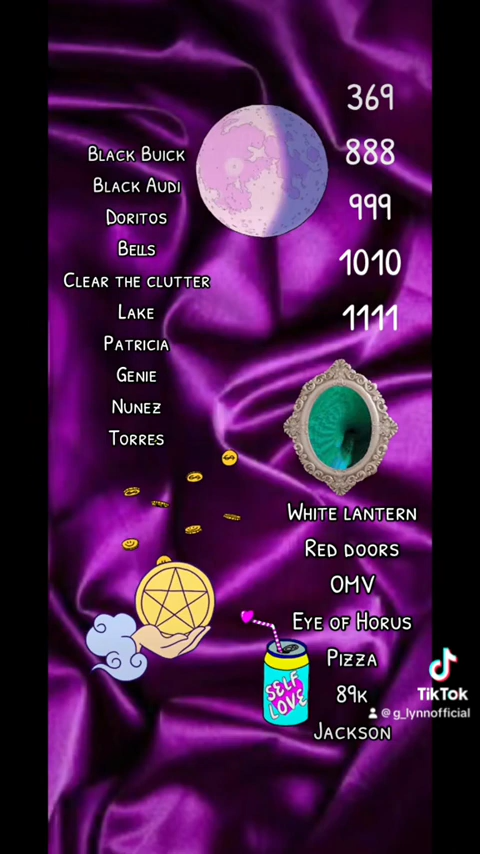 369
888
999
1010
1111
Black Buick
Black Audi
Doritos
Bells
Clear the clutter
Lake
Patricia
Genie
Nunez
Torres
White lantern
Red doors
OMV
Eye of Horus
Pizza
89k
Jackson
SELF
LOVE
TikTok
@g_lynnofficial